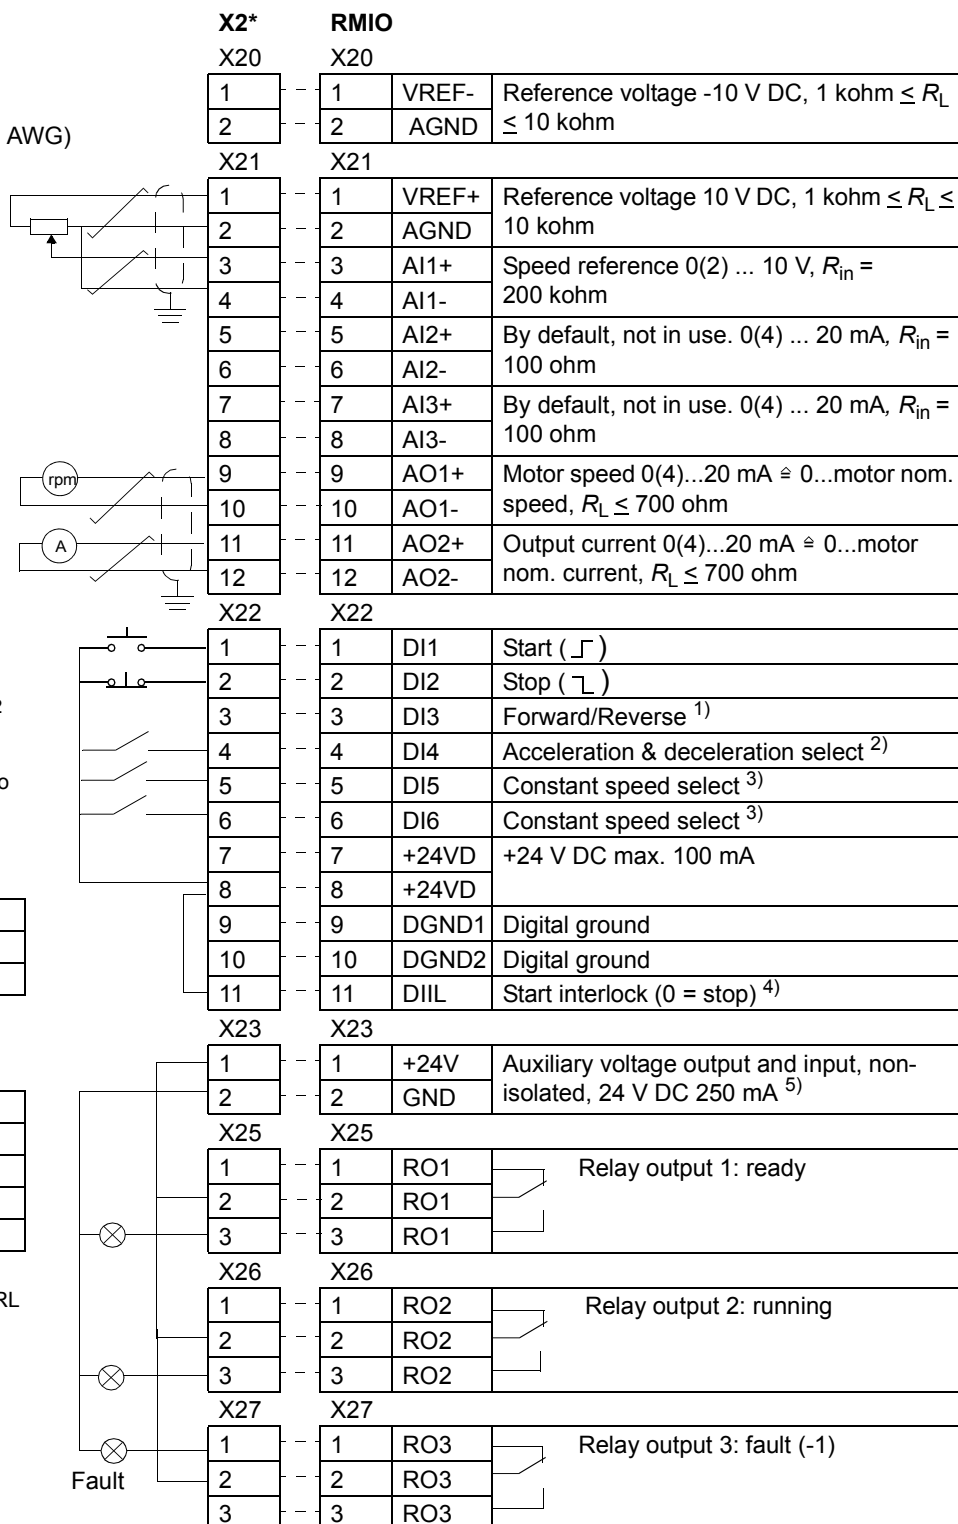 X2* RMIO
X20 X20
1 1 VREF- Reference voltage -10 V DC, 1 kohm ≤ RL
2 2 AGND ≤ 10 kohm
AWG)
X21 X21
1 1 VREF+ Reference voltage 10 V DC, 1 kohm ≤ RL ≤
2 2 AGND 10 kohm
3 3 AI1+ Speed reference 0(2) ... 10 V, Rin =
4 4 AI1- 200 kohm
5 5 AI2+ By default, not in use. 0(4) ... 20 mA, Rin =
6 6 AI2- 100 ohm
7 7 AI3+ By default, not in use. 0(4) ... 20 mA, Rin =
8 8 AI3- 100 ohm
rpm 9 9 AO1+ Motor speed 0(4)...20 mA ≙ 0...motor nom.
10 10 AO1- speed, RL ≤ 700 ohm
A 11 11 AO2+ Output current 0(4)...20 mA ≙ 0...motor
12 12 AO2- nom. current, RL ≤ 700 ohm
X22 X22
1 1 DI1 Start ( )
2 2 DI2 Stop ( )
2
3 3 DI3 Forward/Reverse 1)
4 4 DI4 Acceleration & deceleration select 2)
o
5 5 DI5 Constant speed select 3)
6 6 DI6 Constant speed select 3)
7 7 +24VD +24 V DC max. 100 mA
8 8 +24VD
9 9 DGND1 Digital ground
10 10 DGND2 Digital ground
11 11 DIIL Start interlock (0 = stop) 4)
X23 X23
1 1 +24V Auxiliary voltage output and input, non-
2 2 GND isolated, 24 V DC 250 mA 5)
X25 X25
1 1 RO1 Relay output 1: ready
2 2 RO1
3 3 RO1
X26 X26
RL
1 1 RO2 Relay output 2: running
2 2 RO2
3 3 RO2
X27 X27
1 1 RO3 Relay output 3: fault (-1)
Fault 2 2 RO3
3 3 RO3